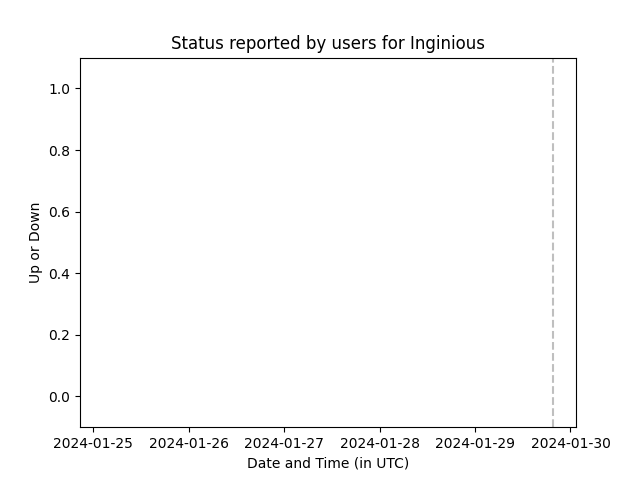 Status reported by users for Inginious
1.0
0.8
0.6
0.4
0.2
0.0
Up or Down
2024-01-25 2024-01-26 2024-01-27 2024-01-28 2024-01-29 2024-01-30
Date and Time (in UTC)